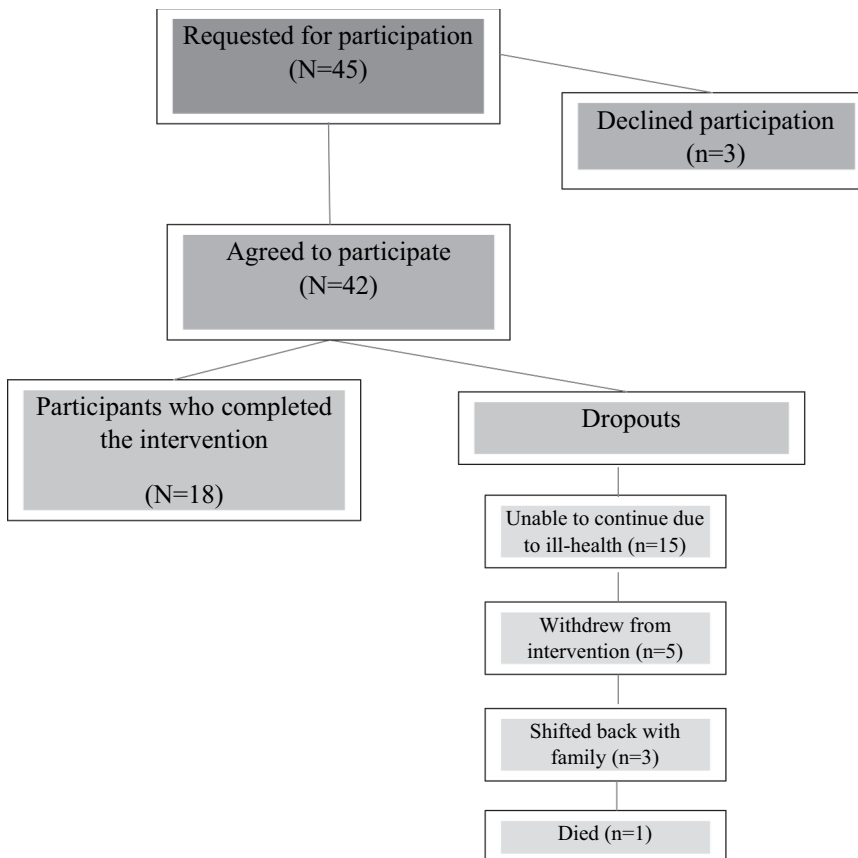 Requested for participation
(N=45)
Declined participation
(n=3)
Agreed to participate
(N=42)
Participants who completed
the intervention
(N=18)
Dropouts
Unable to continue due
to ill-health (n=15)
Withdrew from
intervention (n=5)
Shifted back with
family (n=3)
Died (n=1)